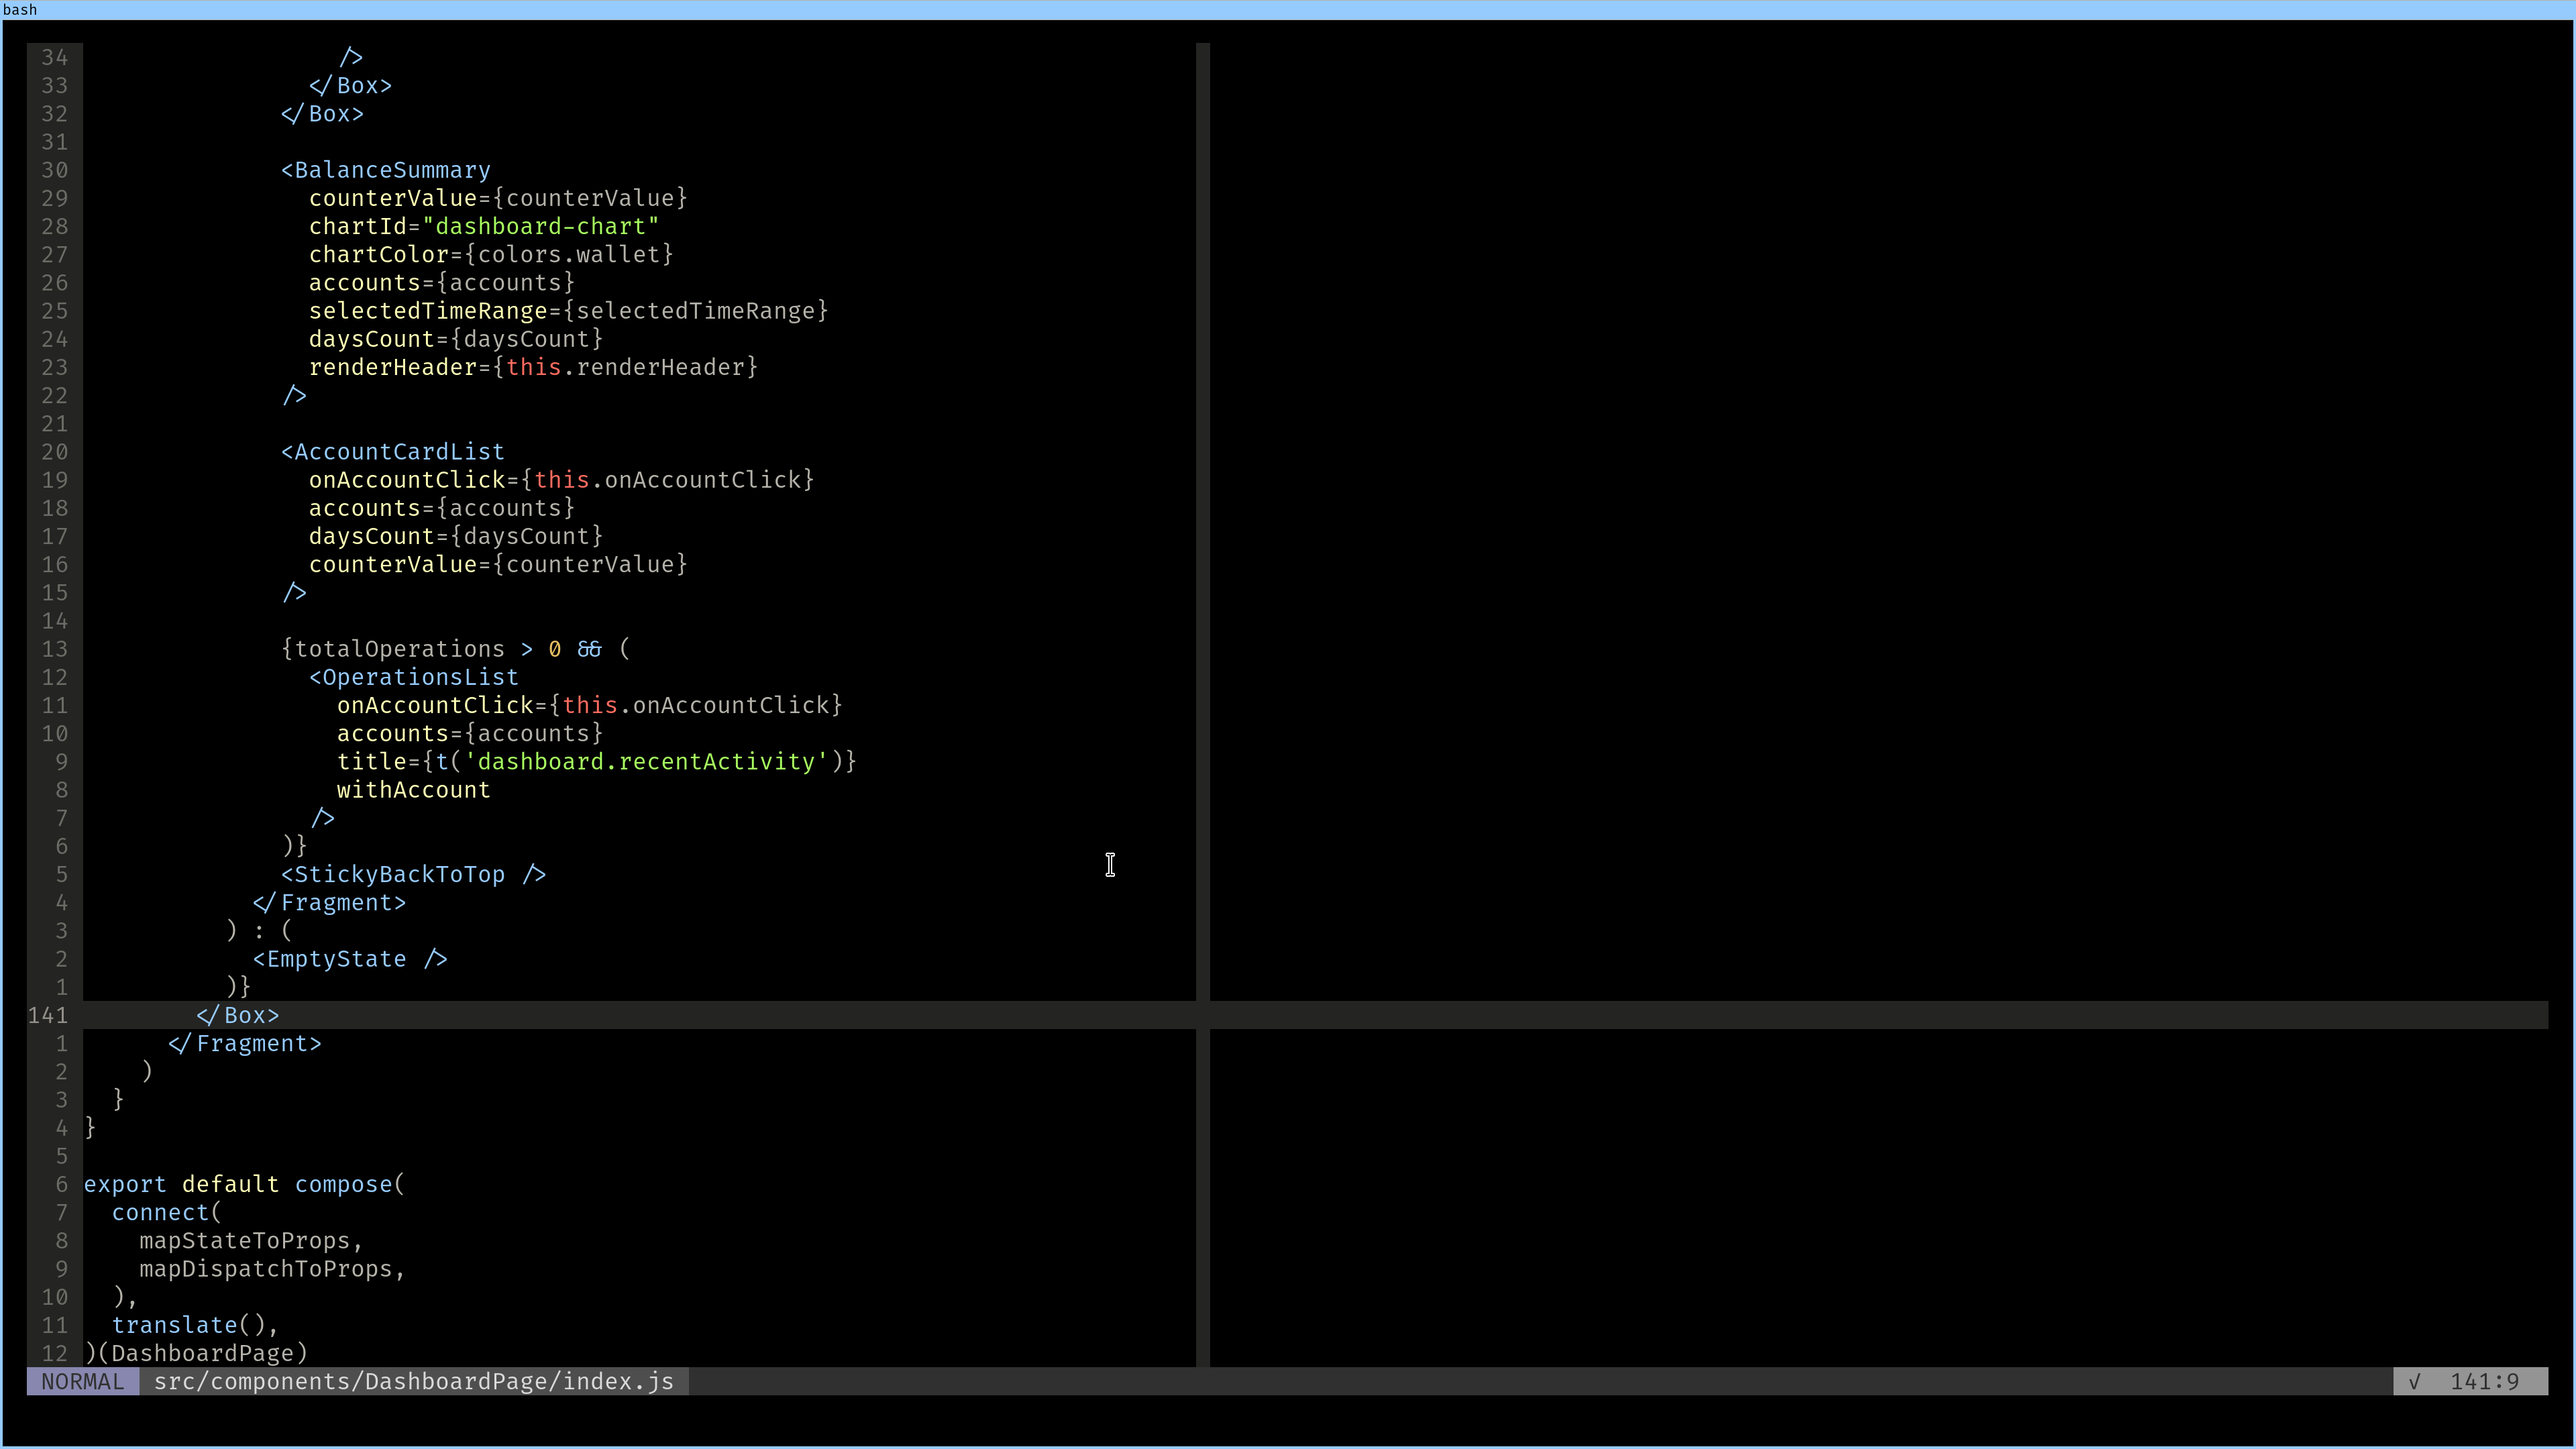 bash
34                   />
33                 </Box>
32               </Box>
31
30               <BalanceSummary
29                 counterValue={counterValue}
28                 chartId="dashboard-chart"
27                 chartColor={colors.wallet}
26                 accounts={accounts}
25                 selectedTimeRange={selectedTimeRange}
24                 daysCount={daysCount}
23                 renderHeader={this.renderHeader}
22               />
21
20               <AccountCardList
19                 onAccountClick={this.onAccountClick}
18                 accounts={accounts}
17                 daysCount={daysCount}
16                 counterValue={counterValue}
15               />
14
13               {totalOperations > 0 && (
12                 <OperationsList
11                   onAccountClick={this.onAccountClick}
10                   accounts={accounts}
9                   title={t('dashboard.recentActivity')}
8                   withAccount
7                 />
6               )}
5               <StickyBackToTop />
4             </Fragment>
3           ) : (
2             <EmptyState />
1           )}
141         </Box>
1       </Fragment>
2     )
3   }
4 }
5
6 export default compose(
7   connect(
8     mapStateToProps,
9     mapDispatchToProps,
10   ),
11   translate(),
12 )(DashboardPage)
NORMAL src/components/DashboardPage/index.js √ 141:9